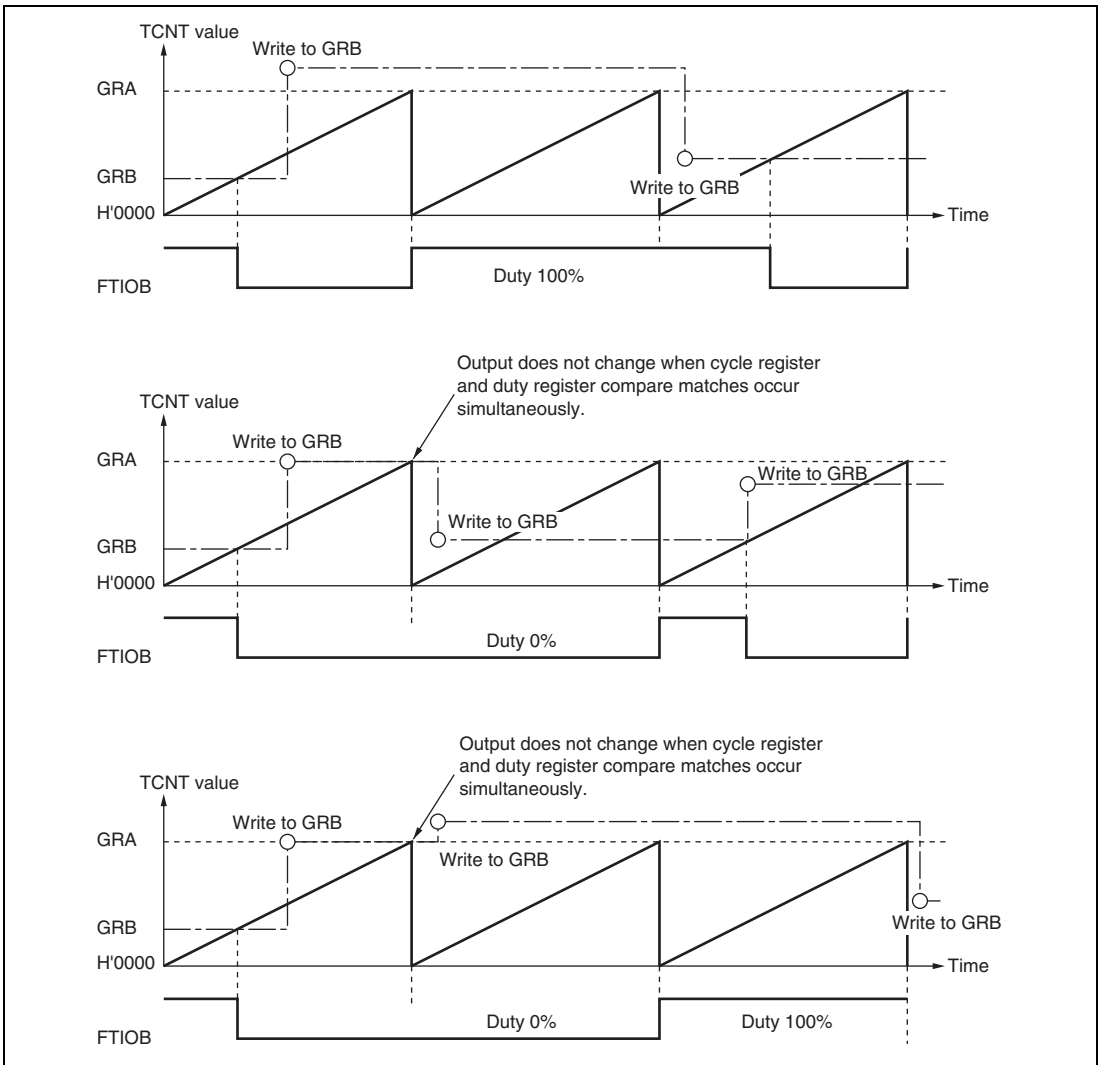 TCNT value
Write to GRB
GRA
GRB
Write to GRB
H'0000
Time
Duty 100%
FTIOB
Output does not change when cycle register
and duty register compare matches occur
simultaneously.
TCNT value
Write to GRB
GRA
Write to GRB
Write to GRB
GRB
H'0000
Time
Duty 0%
FTIOB
Output does not change when cycle register
and duty register compare matches occur
simultaneously.
TCNT value
Write to GRB
GRA
Write to GRB
GRB
Write to GRB
H'0000
Time
Duty 0%
Duty 100%
FTIOB